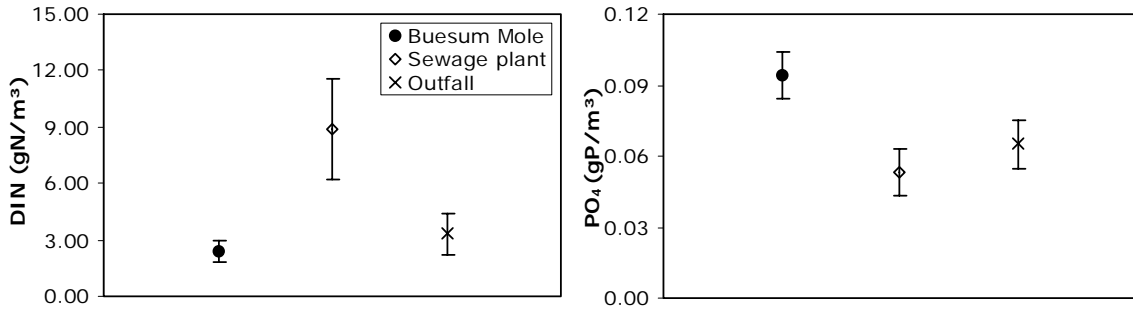 15.00
12.00
9.00
6.00
3.00
0.00
DIN (gN/m³)
Buesum Mole
Sewage plant
Outfall
0.12
0.09
0.06
0.03
0.00
PO₄ (gP/m³)